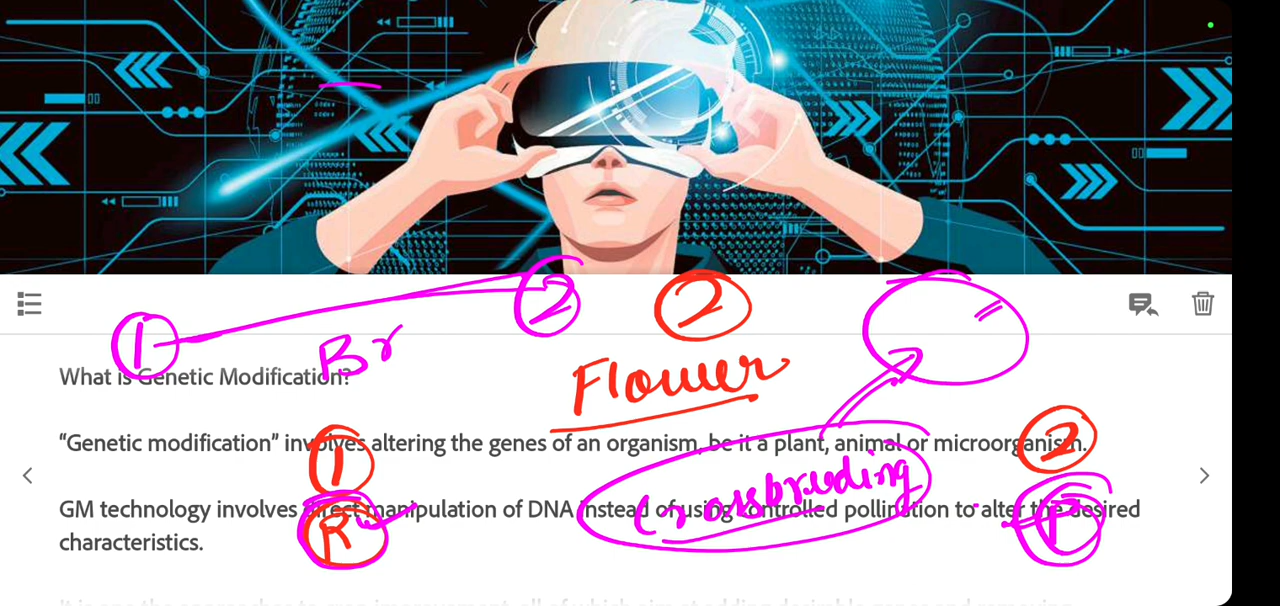 1
2
2
Br
What is Genetic Modification?
Flower
1
2
“Genetic modification” involves altering the genes of an organism, be it a plant, animal or microorganism.
Crossbreeding
GM technology involves direct manipulation of DNA instead of using controlled pollination to alter the desired
R
characteristics.